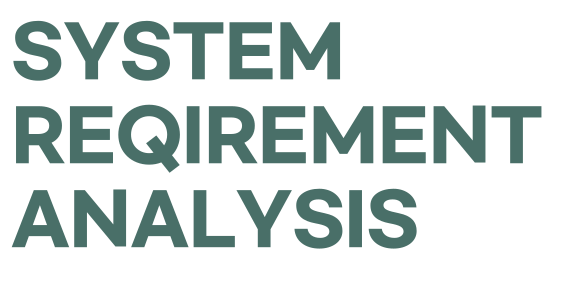 SYSTEM
REQIREMENT
ANALYSIS